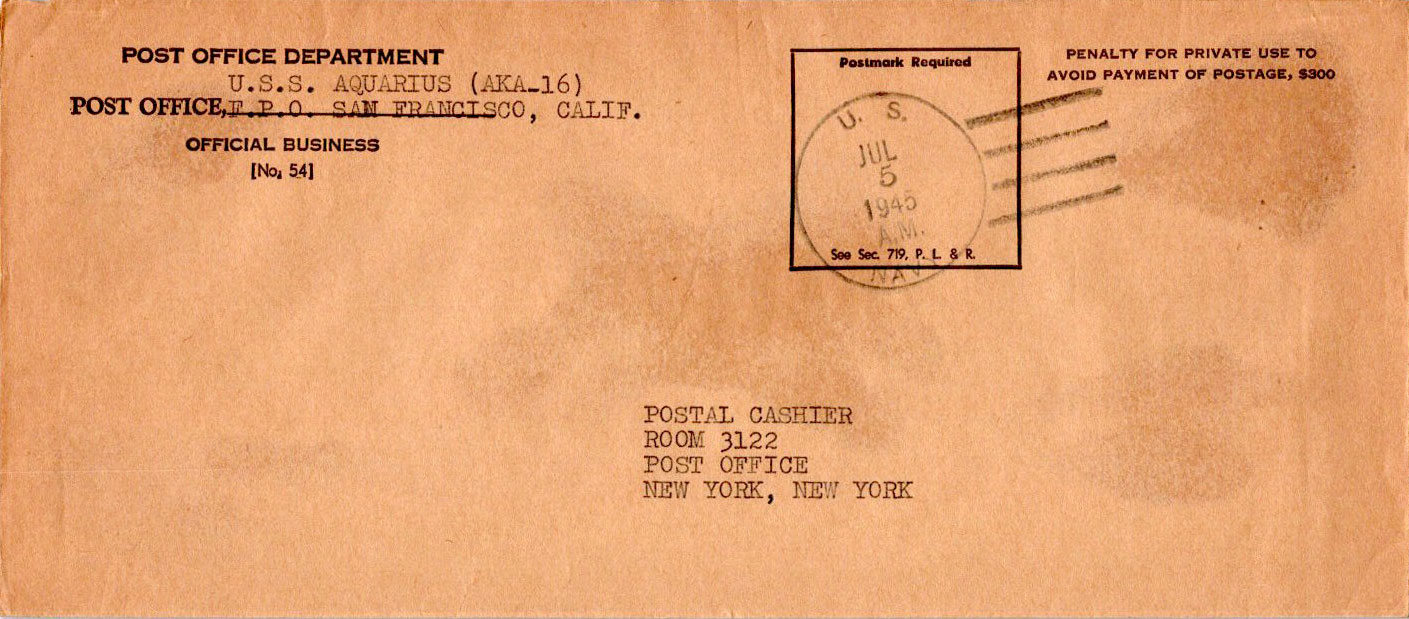 POST OFFICE DEPARTMENT
U.S.S. AQUARIUS (AKA-16)
POST OFFICE, F.P.O. SAN FRANCISCO, CALIF.
OFFICIAL BUSINESS
[No. 54]
Postmark Required
See Sec. 719, P. L. & R.
U. S.
JUL
5
1945
A.M.
NAVY
PENALTY FOR PRIVATE USE TO
AVOID PAYMENT OF POSTAGE, $300
POSTAL CASHIER
ROOM 3122
POST OFFICE
NEW YORK, NEW YORK